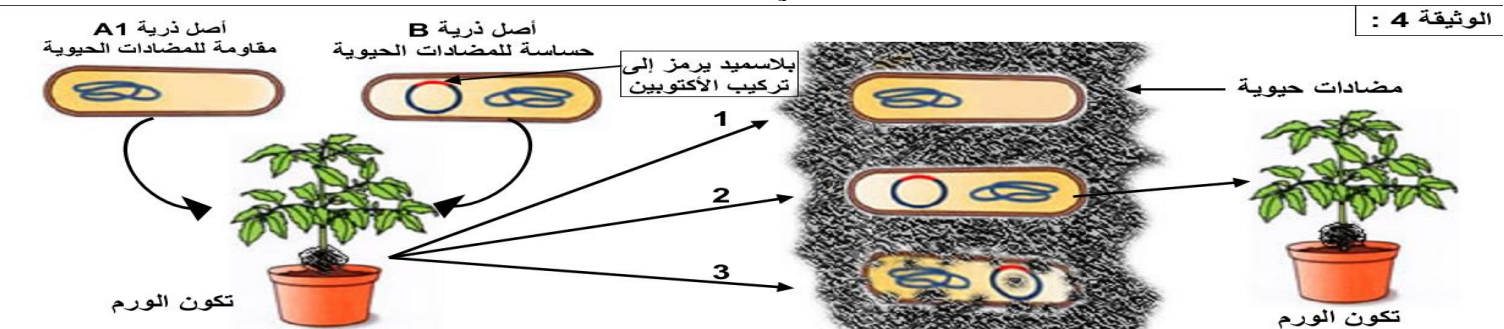 الوثيقة 4 :
أصل ذرية A1
مقاومة للمضادات الحيوية
أصل ذرية B
حساسة للمضادات الحيوية
بلاسميد يرمز إلى
تركيب الأكتوبين
مضادات حيوية
1
2
3
تكون الورم
تكون الورم